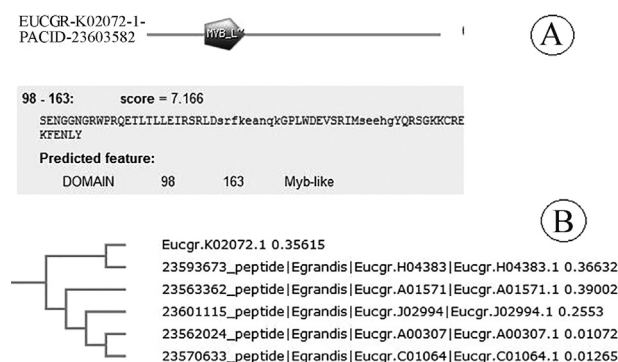 EUCGR-K02072-1-
PACID-23603582
MYB_L~
A
98 - 163: score = 7.166
SENGGNGRWPRQETLTLLEIRSRLDsrfkeanqkGPLWDEVSRIMseehgYQRSGKKCRE
KFENLY
Predicted feature:
DOMAIN 98 163 Myb-like
B
Eucgr.K02072.1 0.35615
23593673_peptide|Egrandis|Eucgr.H04383|Eucgr.H04383.1 0.36632
23563362_peptide|Egrandis|Eucgr.A01571|Eucgr.A01571.1 0.39002
23601115_peptide|Egrandis|Eucgr.J02994|Eucgr.J02994.1 0.2553
23562024_peptide|Egrandis|Eucgr.A00307|Eucgr.A00307.1 0.01072
23570633_peptide|Egrandis|Eucgr.C01064|Eucgr.C01064.1 0.01265